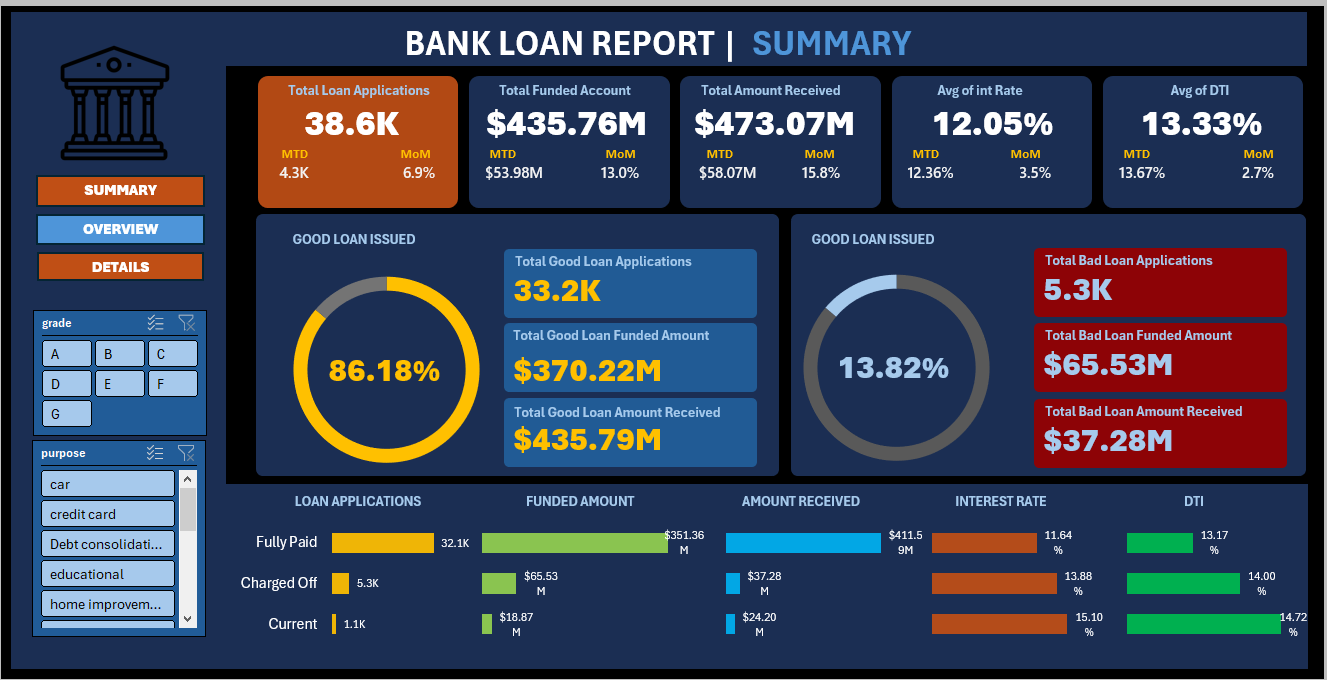 BANK LOAN REPORT | SUMMARY
SUMMARY
OVERVIEW
DETAILS
grade
A B C
D E F
G
purpose
car
credit card
Debt consolidati...
educational
home improvem...
Total Loan Applications
38.6K
MTD MoM
4.3K 6.9%
Total Funded Account
$435.76M
MTD MoM
$53.98M 13.0%
Total Amount Received
$473.07M
MTD MoM
$58.07M 15.8%
Avg of int Rate
12.05%
MTD MoM
12.36% 3.5%
Avg of DTI
13.33%
MTD MoM
13.67% 2.7%
GOOD LOAN ISSUED
86.18%
Total Good Loan Applications
33.2K
Total Good Loan Funded Amount
$370.22M
Total Good Loan Amount Received
$435.79M
GOOD LOAN ISSUED
13.82%
Total Bad Loan Applications
5.3K
Total Bad Loan Funded Amount
$65.53M
Total Bad Loan Amount Received
$37.28M
LOAN APPLICATIONS FUNDED AMOUNT AMOUNT RECEIVED INTEREST RATE DTI
Fully Paid 32.1K $351.36 $411.5 11.64 13.17
M 9M % %
Charged Off 5.3K $65.53 $37.28 13.88 14.00
M M % %
Current 1.1K $18.87 $24.20 15.10 14.72
M M % %